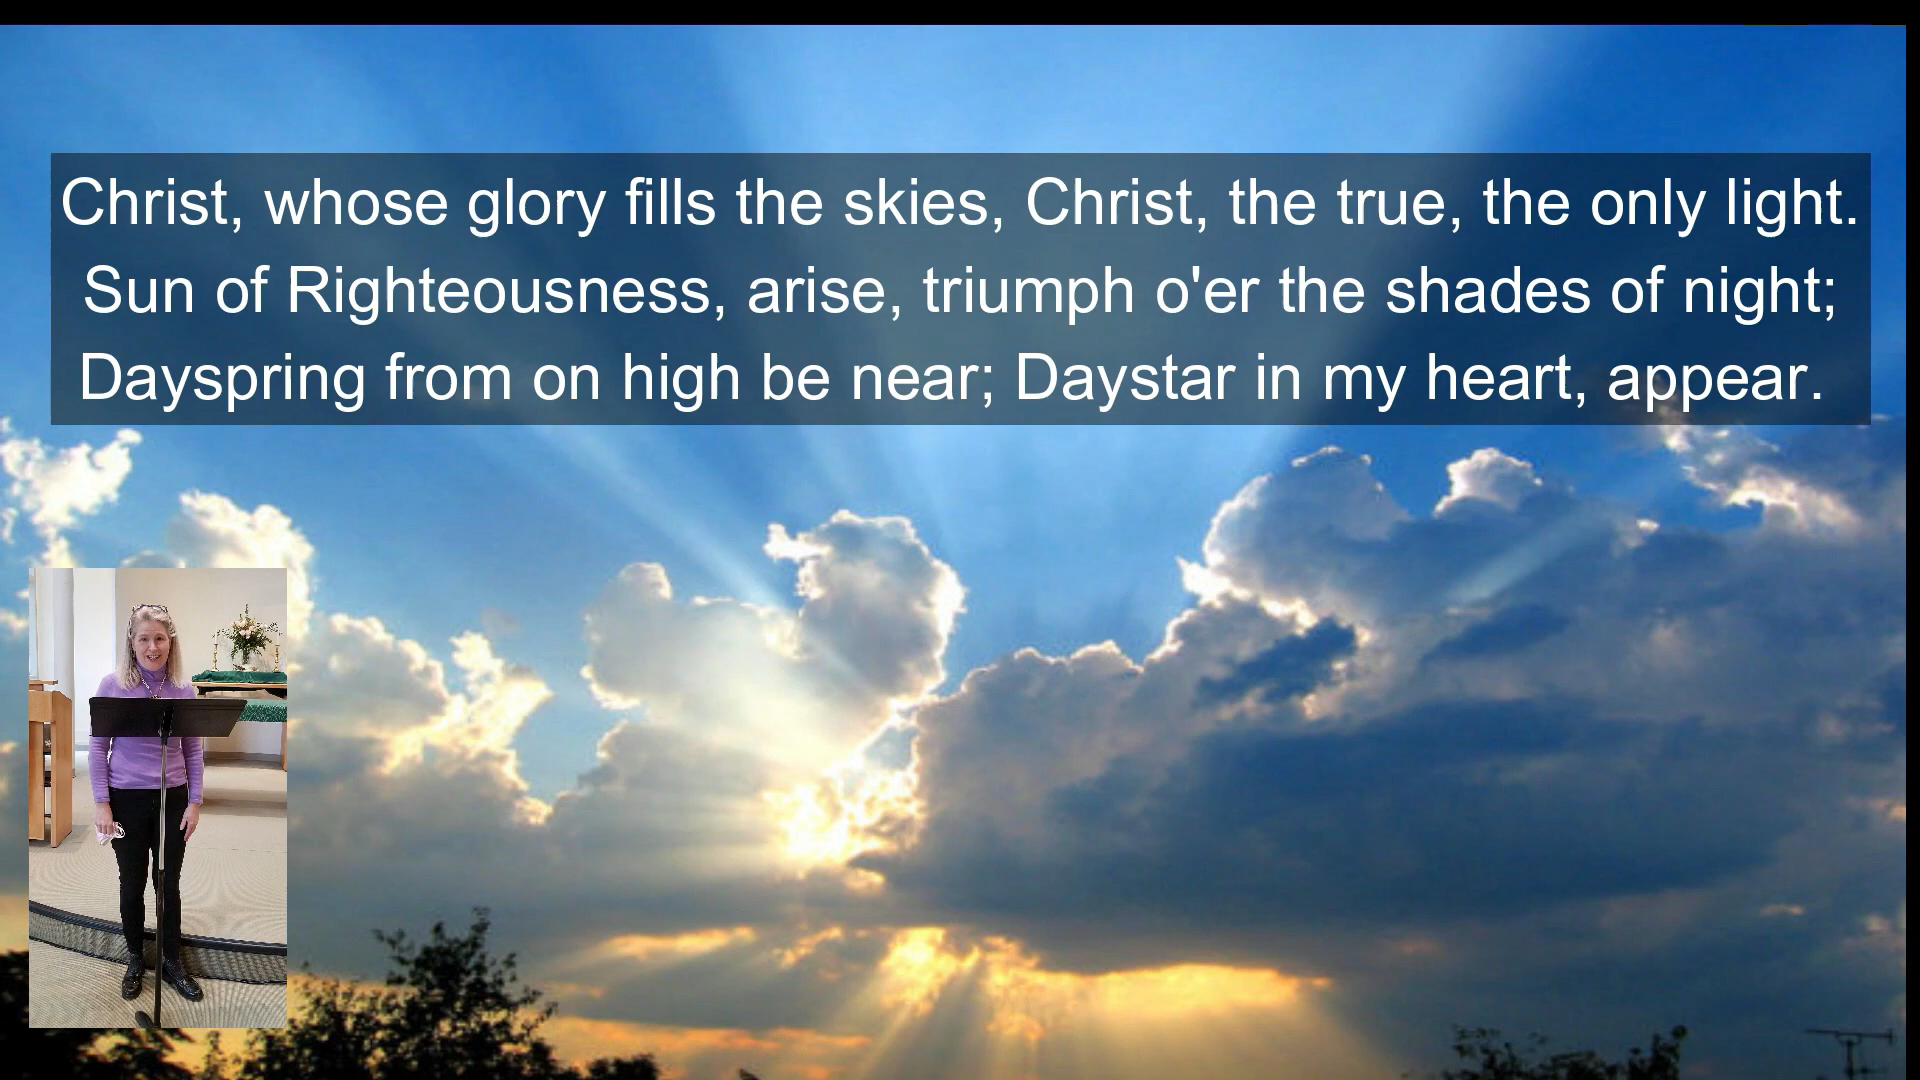 Christ, whose glory fills the skies, Christ, the true, the only light.
Sun of Righteousness, arise, triumph o'er the shades of night;
Dayspring from on high be near; Daystar in my heart, appear.